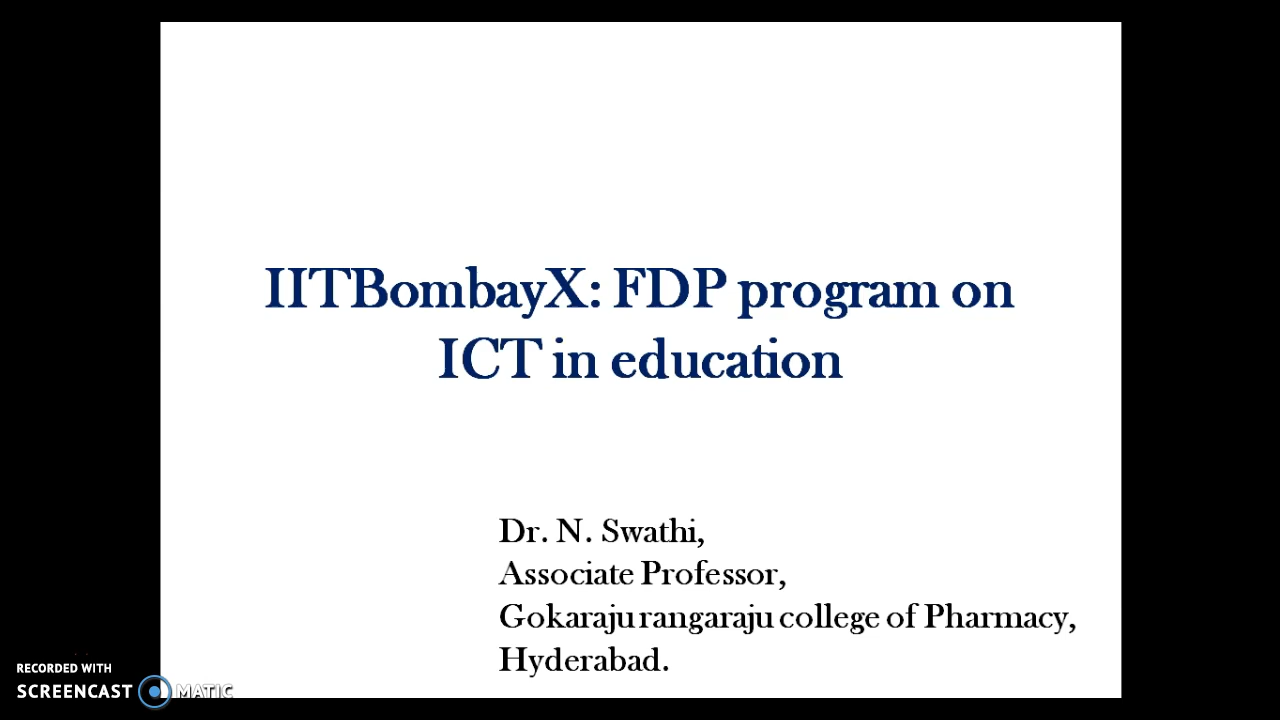 IITBombayX: FDP program on
ICT in education
Dr. N. Swathi,
Associate Professor,
Gokaraju rangaraju college of Pharmacy,
Hyderabad.
RECORDED WITH
SCREENCAST MATIC